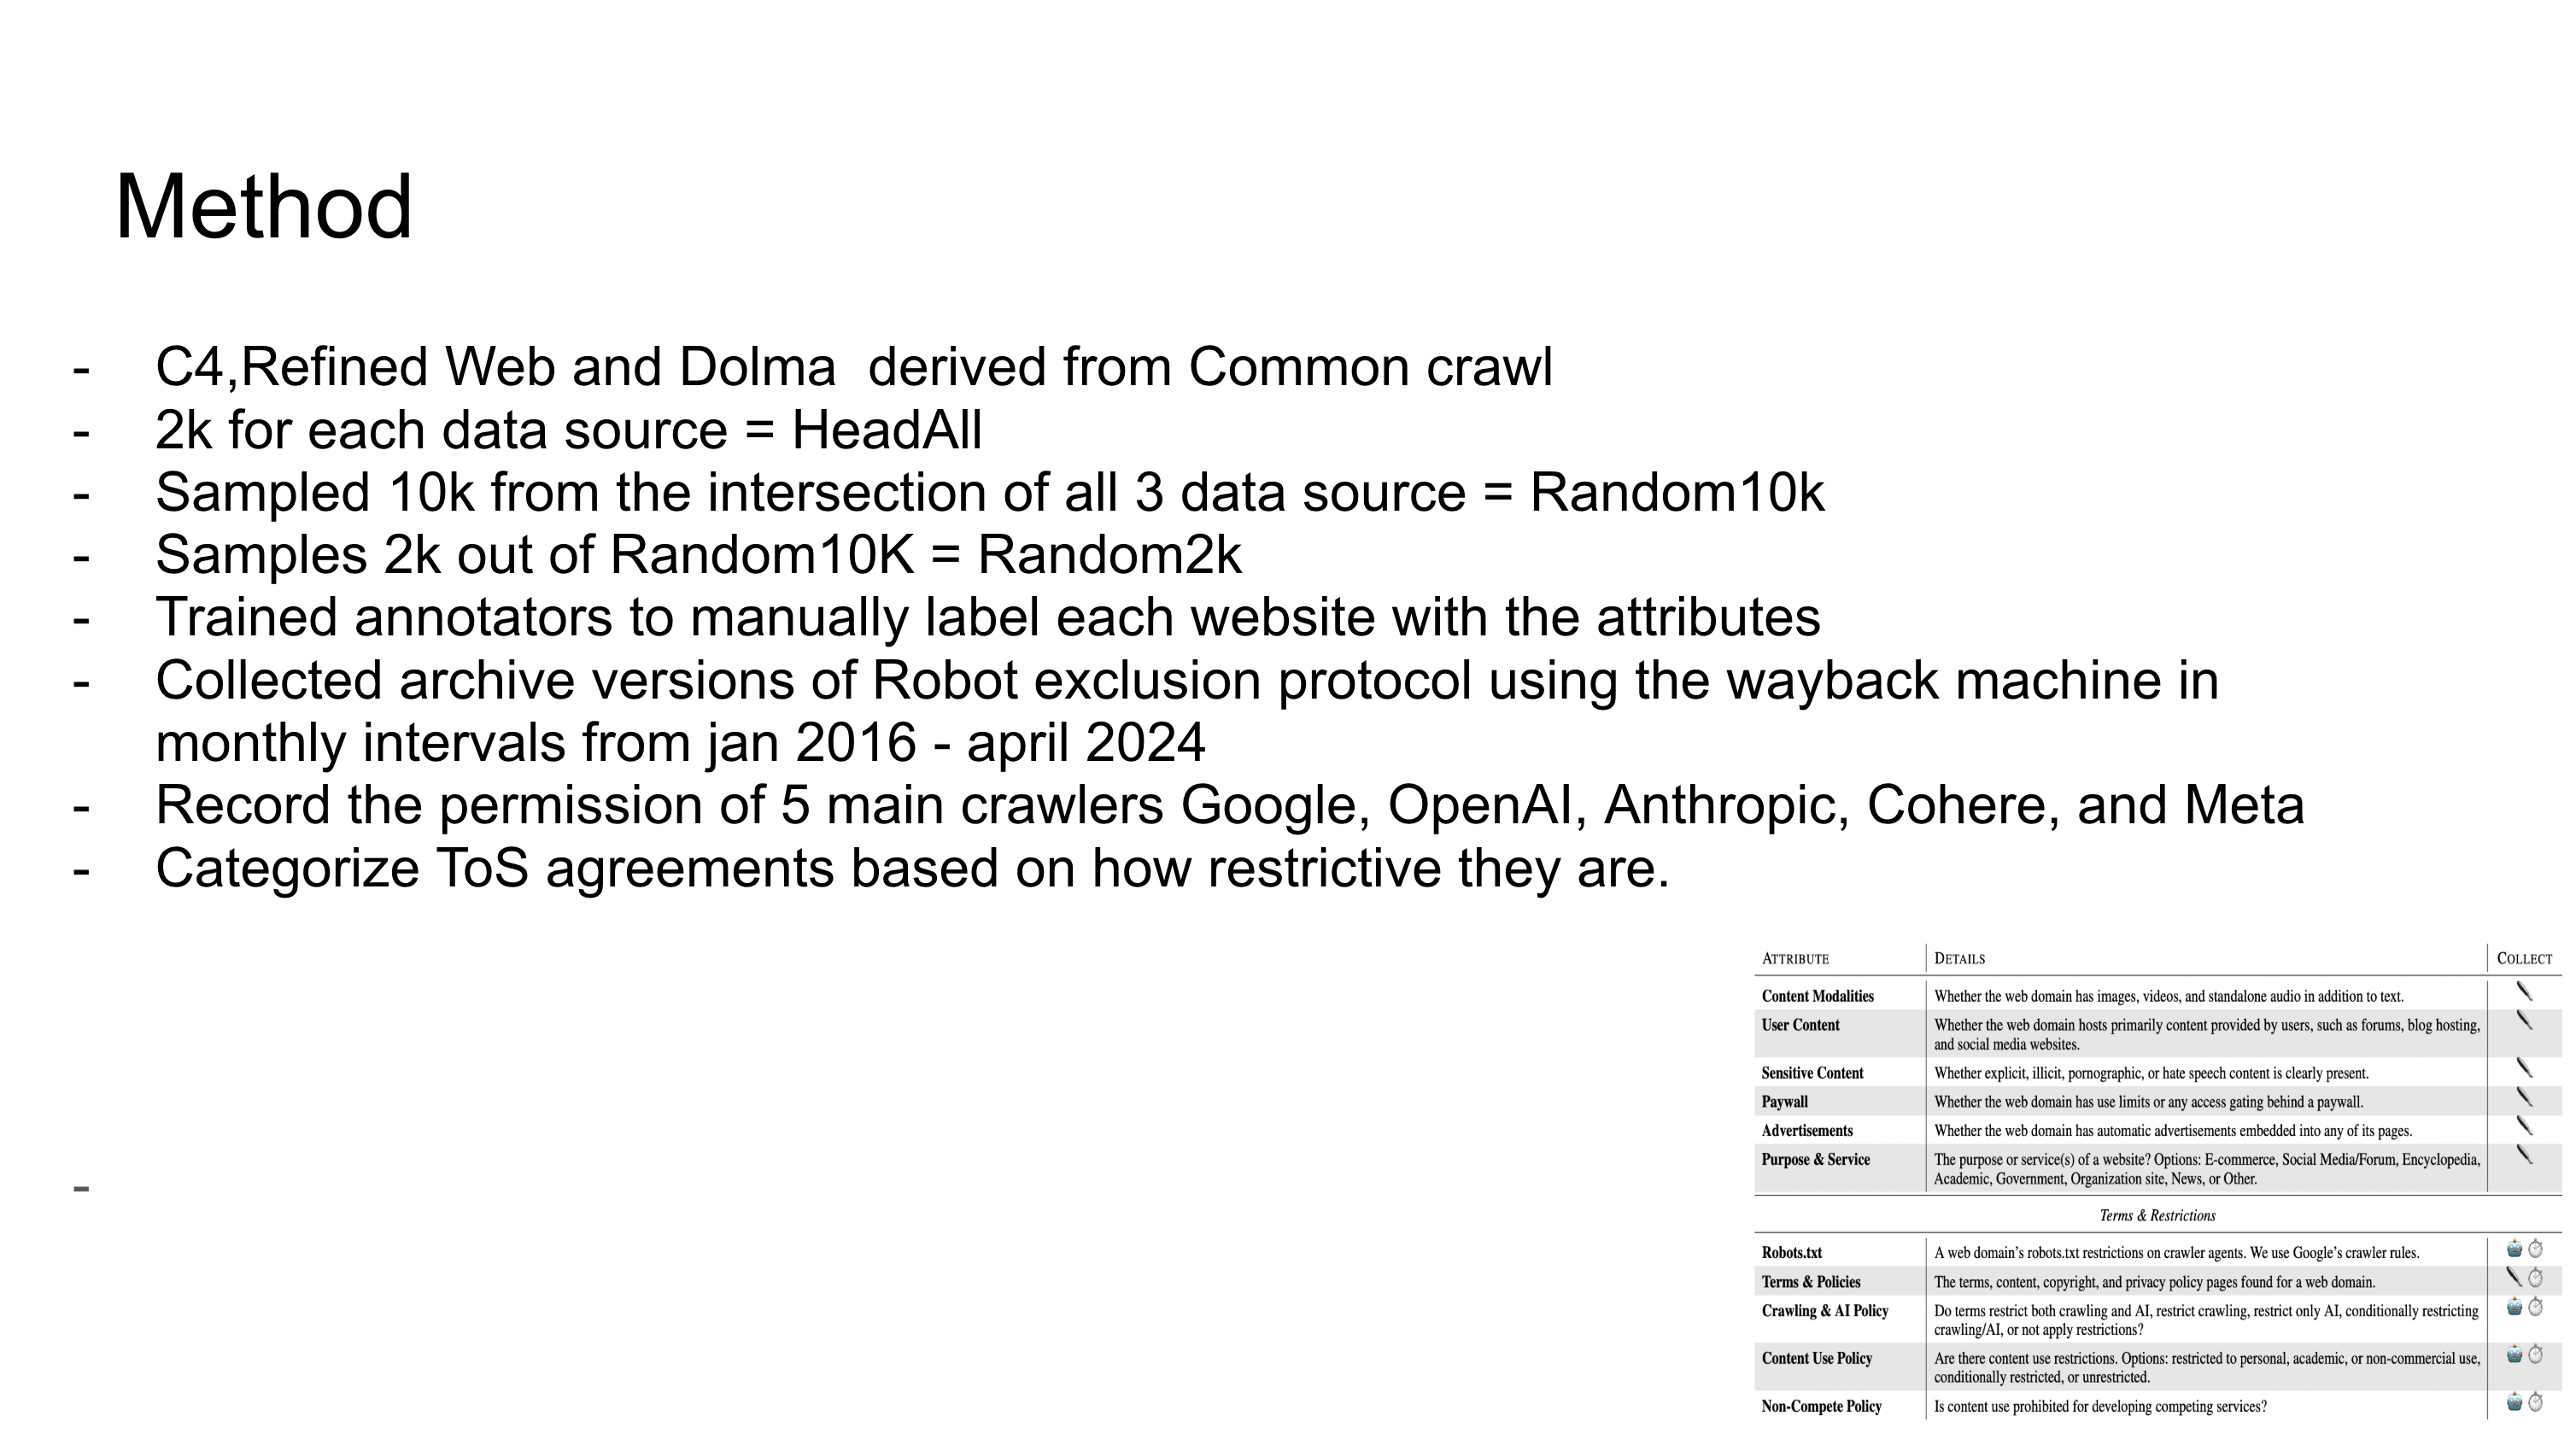 Method
- C4,Refined Web and Dolma  derived from Common crawl
- 2k for each data source = HeadAll
- Sampled 10k from the intersection of all 3 data source = Random10k
- Samples 2k out of Random10K = Random2k
- Trained annotators to manually label each website with the attributes
- Collected archive versions of Robot exclusion protocol using the wayback machine in
monthly intervals from jan 2016 - april 2024
- Record the permission of 5 main crawlers Google, OpenAI, Anthropic, Cohere, and Meta
- Categorize ToS agreements based on how restrictive they are.
-
ATTRIBUTE DETAILS COLLECT
Content Modalities Whether the web domain has images, videos, and standalone audio in addition to text.
User Content Whether the web domain hosts primarily content provided by users, such as forums, blog hosting,
and social media websites.
Sensitive Content Whether explicit, illicit, pornographic, or hate speech content is clearly present.
Paywall Whether the web domain has use limits or any access gating behind a paywall.
Advertisements Whether the web domain has automatic advertisements embedded into any of its pages.
Purpose & Service The purpose or service(s) of a website? Options: E-commerce, Social Media/Forum, Encyclopedia,
Academic, Government, Organization site, News, or Other.
Terms & Restrictions
Robots.txt A web domain's robots.txt restrictions on crawler agents. We use Google's crawler rules.
Terms & Policies The terms, content, copyright, and privacy policy pages found for a web domain.
Crawling & AI Policy Do terms restrict both crawling and AI, restrict crawling, restrict only AI, conditionally restricting
crawling/AI, or not apply restrictions?
Content Use Policy Are there content use restrictions. Options: restricted to personal, academic, or non-commercial use,
conditionally restricted, or unrestricted.
Non-Compete Policy Is content use prohibited for developing competing services?